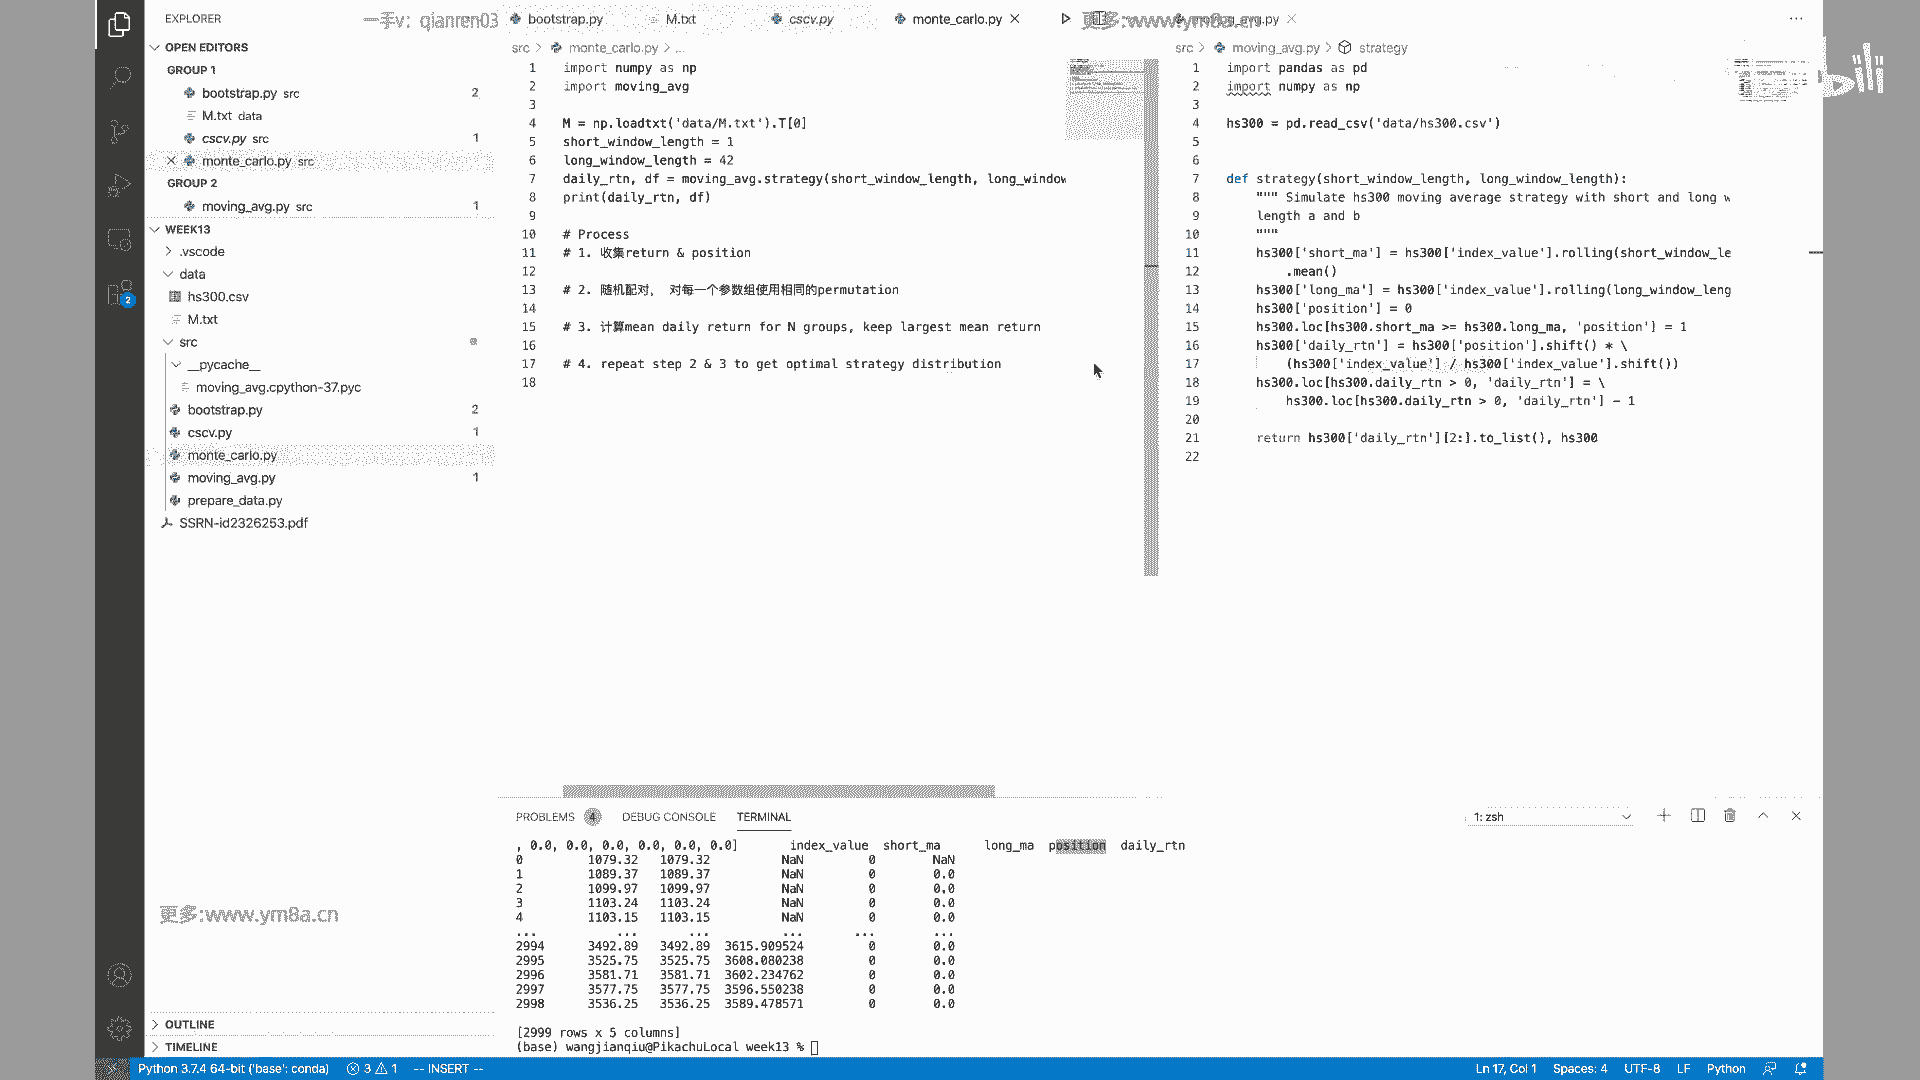 EXPLORER
OPEN EDITORS
GROUP 1
bootstrap.py src 2
M.txt data
cscv.py src 1
monte_carlo.py src
GROUP 2
moving_avg.py src 1
WEEK13
.vscode
data
hs300.csv
M.txt
src
__pycache__
moving_avg.cpython-37.pyc
bootstrap.py 2
cscv.py 1
monte_carlo.py
moving_avg.py 1
prepare_data.py
SSRN-id2326253.pdf
OUTLINE
TIMELINE
2
一手v: qianren03
bootstrap.py M.txt cscv.py monte_carlo.py
src > monte_carlo.py > ...
1 import numpy as np
2 import moving_avg
3
4 M = np.loadtxt('data/M.txt').T[0]
5 short_window_length = 1
6 long_window_length = 42
7 daily_rtn, df = moving_avg.strategy(short_window_length, long_window
8 print(daily_rtn, df)
9
10 # Process
11 # 1. 收集return & position
12
13 # 2. 随机配对， 对每一个参数组使用相同的permutation
14
15 # 3. 计算mean daily return for N groups, keep largest mean return
16
17 # 4. repeat step 2 & 3 to get optimal strategy distribution
18
更多:www.ym8a.cn
moving_avg.py
src > moving_avg.py > strategy
1 import pandas as pd
2 import numpy as np
3
4 hs300 = pd.read_csv('data/hs300.csv')
5
6
7 def strategy(short_window_length, long_window_length):
8 """ Simulate hs300 moving average strategy with short and long w
9 length a and b
10 """
11 hs300['short_ma'] = hs300['index_value'].rolling(short_window_le
12 .mean()
13 hs300['long_ma'] = hs300['index_value'].rolling(long_window_leng
14 hs300['position'] = 0
15 hs300.loc[hs300.short_ma >= hs300.long_ma, 'position'] = 1
16 hs300['daily_rtn'] = hs300['position'].shift() * \
17 (hs300['index_value'] / hs300['index_value'].shift())
18 hs300.loc[hs300.daily_rtn > 0, 'daily_rtn'] = \
19 hs300.loc[hs300.daily_rtn > 0, 'daily_rtn'] - 1
20
21 return hs300['daily_rtn'][2:].to_list(), hs300
22
bili
PROBLEMS 4 DEBUG CONSOLE TERMINAL 1: zsh
, 0.0, 0.0, 0.0, 0.0, 0.0, 0.0] index_value short_ma long_ma position daily_rtn
0 1079.32 1079.32 NaN 0 NaN
1 1089.37 1089.37 NaN 0 0.0
2 1099.97 1099.97 NaN 0 0.0
3 1103.24 1103.24 NaN 0 0.0
4 1103.15 1103.15 NaN 0 0.0
... ... ... ... ... ...
2994 3492.89 3492.89 3615.909524 0 0.0
2995 3525.75 3525.75 3608.080238 0 0.0
2996 3581.71 3581.71 3602.234762 0 0.0
2997 3577.75 3577.75 3596.550238 0 0.0
2998 3536.25 3536.25 3589.478571 0 0.0
[2999 rows x 5 columns]
(base) wangjianqiu@PikachuLocal week13 %
更多:www.ym8a.cn
Python 3.7.4 64-bit ('base': conda) 3 1 -- INSERT -- Ln 17, Col 1 Spaces: 4 UTF-8 LF Python